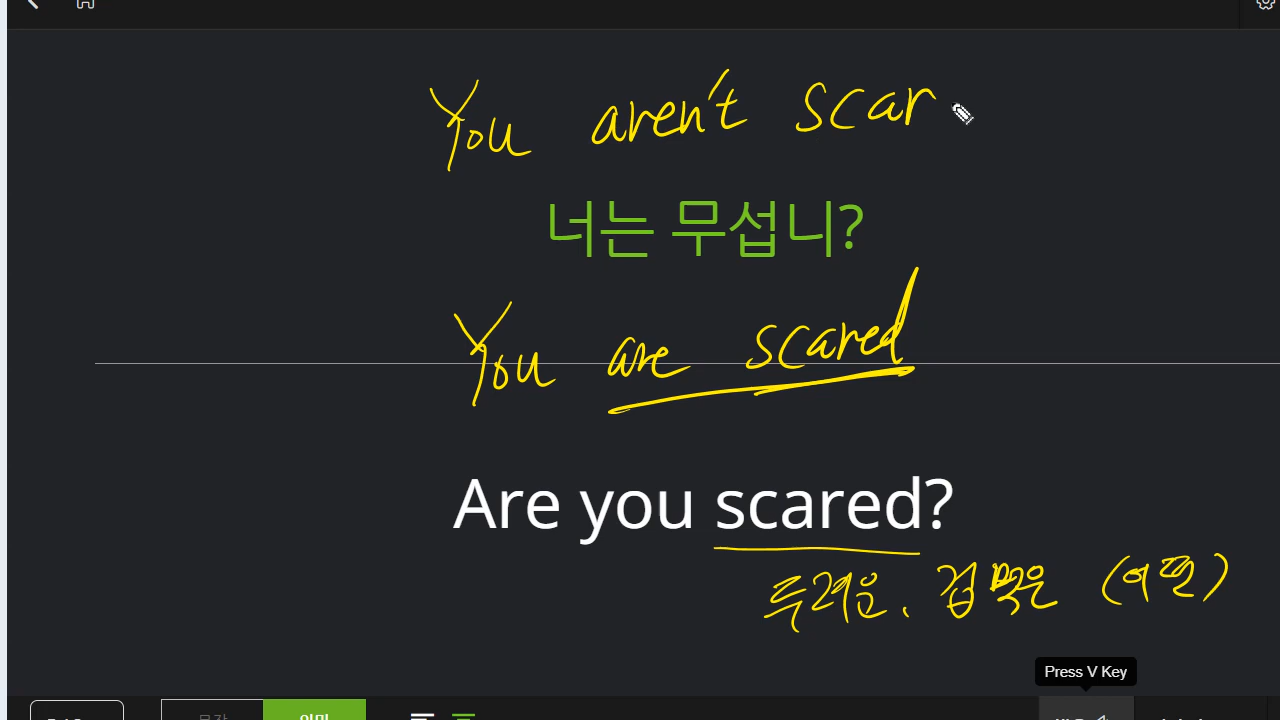 You aren't scar
너는 무섭니?
You are scared
Are you scared?
두려운, 겁먹은 (어떤)
Press V Key